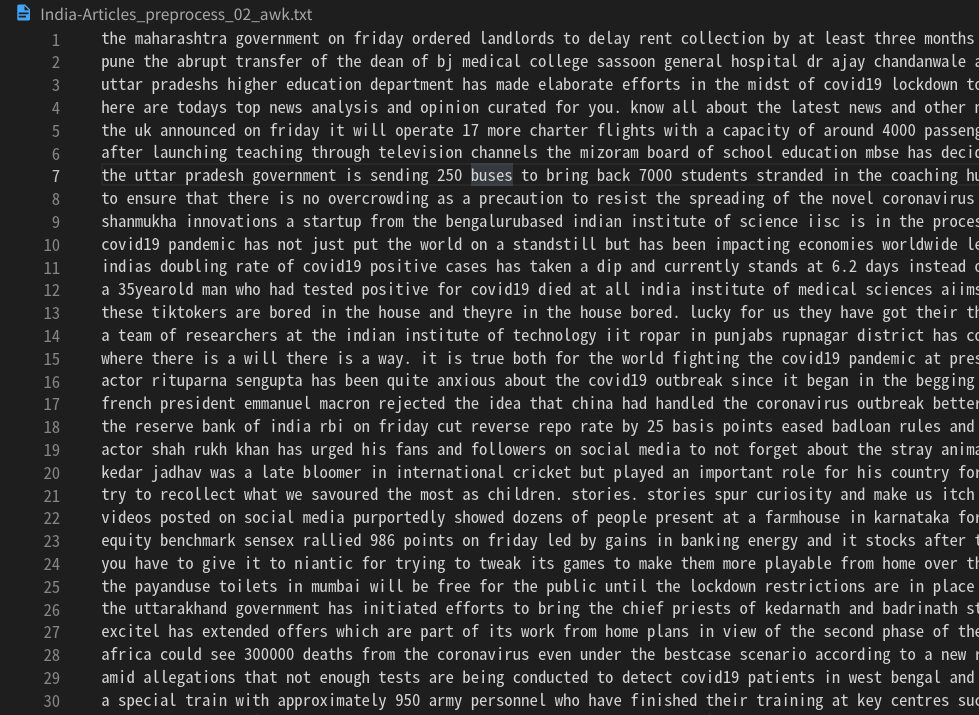 India-Articles_preprocess_02_awk.txt
1 the maharashtra government on friday ordered landlords to delay rent collection by at least three months
2 pune the abrupt transfer of the dean of bj medical college sassoon general hospital dr ajay chandanwale a
3 uttar pradeshs higher education department has made elaborate efforts in the midst of covid19 lockdown to
4 here are todays top news analysis and opinion curated for you. know all about the latest news and other n
5 the uk announced on friday it will operate 17 more charter flights with a capacity of around 4000 passeng
6 after launching teaching through television channels the mizoram board of school education mbse has decid
7 the uttar pradesh government is sending 250 buses to bring back 7000 students stranded in the coaching hu
8 to ensure that there is no overcrowding as a precaution to resist the spreading of the novel coronavirus
9 shanmukha innovations a startup from the bengalurubased indian institute of science iisc is in the proces
10 covid19 pandemic has not just put the world on a standstill but has been impacting economies worldwide le
11 indias doubling rate of covid19 positive cases has taken a dip and currently stands at 6.2 days instead o
12 a 35yearold man who had tested positive for covid19 died at all india institute of medical sciences aiims
13 these tiktokers are bored in the house and theyre in the house bored. lucky for us they have got their th
14 a team of researchers at the indian institute of technology iit ropar in punjabs rupnagar district has co
15 where there is a will there is a way. it is true both for the world fighting the covid19 pandemic at pres
16 actor rituparna sengupta has been quite anxious about the covid19 outbreak since it began in the begging
17 french president emmanuel macron rejected the idea that china had handled the coronavirus outbreak better
18 the reserve bank of india rbi on friday cut reverse repo rate by 25 basis points eased badloan rules and
19 actor shah rukh khan has urged his fans and followers on social media to not forget about the stray anima
20 kedar jadhav was a late bloomer in international cricket but played an important role for his country for
21 try to recollect what we savoured the most as children. stories. stories spur curiosity and make us itch
22 videos posted on social media purportedly showed dozens of people present at a farmhouse in karnataka for
23 equity benchmark sensex rallied 986 points on friday led by gains in banking energy and it stocks after t
24 you have to give it to niantic for trying to tweak its games to make them more playable from home over th
25 the payanduse toilets in mumbai will be free for the public until the lockdown restrictions are in place
26 the uttarakhand government has initiated efforts to bring the chief priests of kedarnath and badrinath st
27 excitel has extended offers which are part of its work from home plans in view of the second phase of the
28 africa could see 300000 deaths from the coronavirus even under the bestcase scenario according to a new r
29 amid allegations that not enough tests are being conducted to detect covid19 patients in west bengal and
30 a special train with approximately 950 army personnel who have finished their training at key centres su